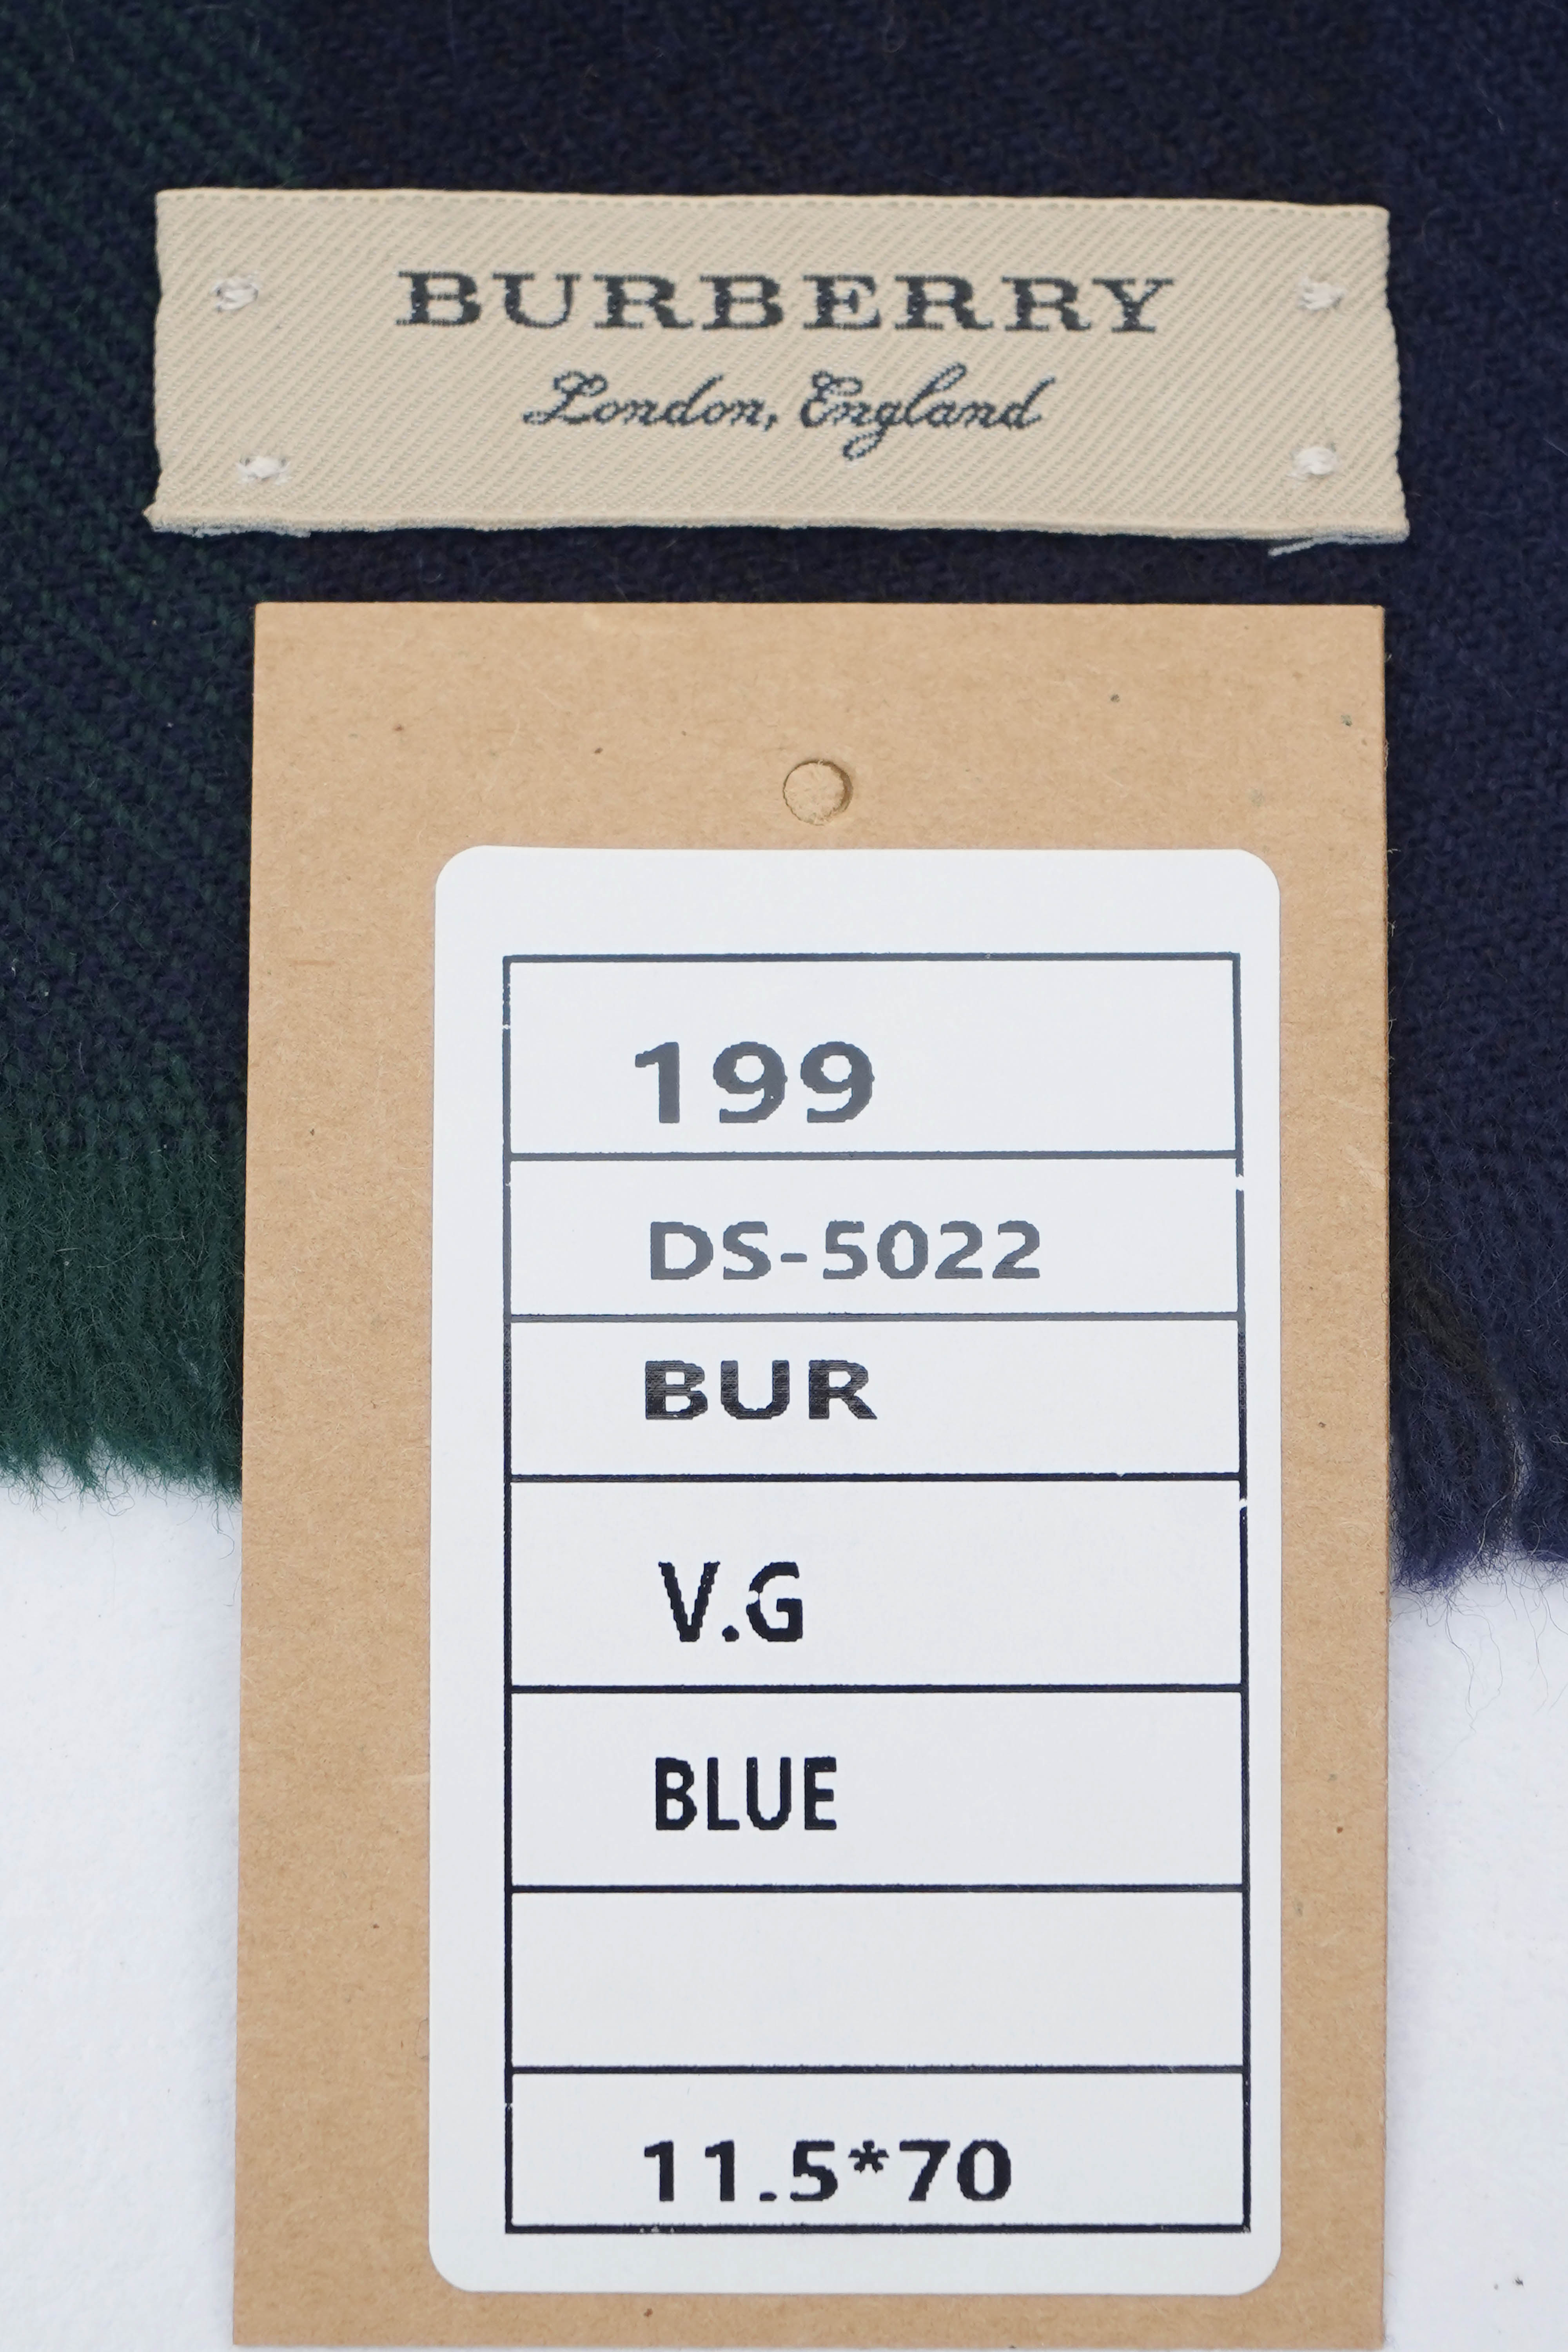 BURBERRY
London, England
199
DS-5022
BUR
V.G
BLUE
11.5*70